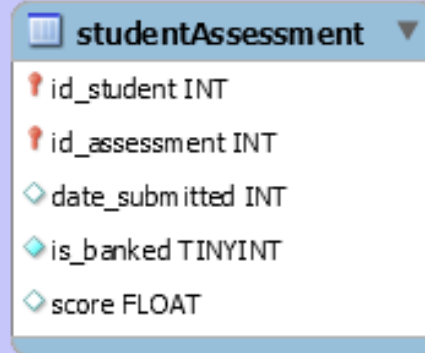 studentAssessment
id_student INT
id_assessment INT
date_submitted INT
is_banked TINYINT
score FLOAT